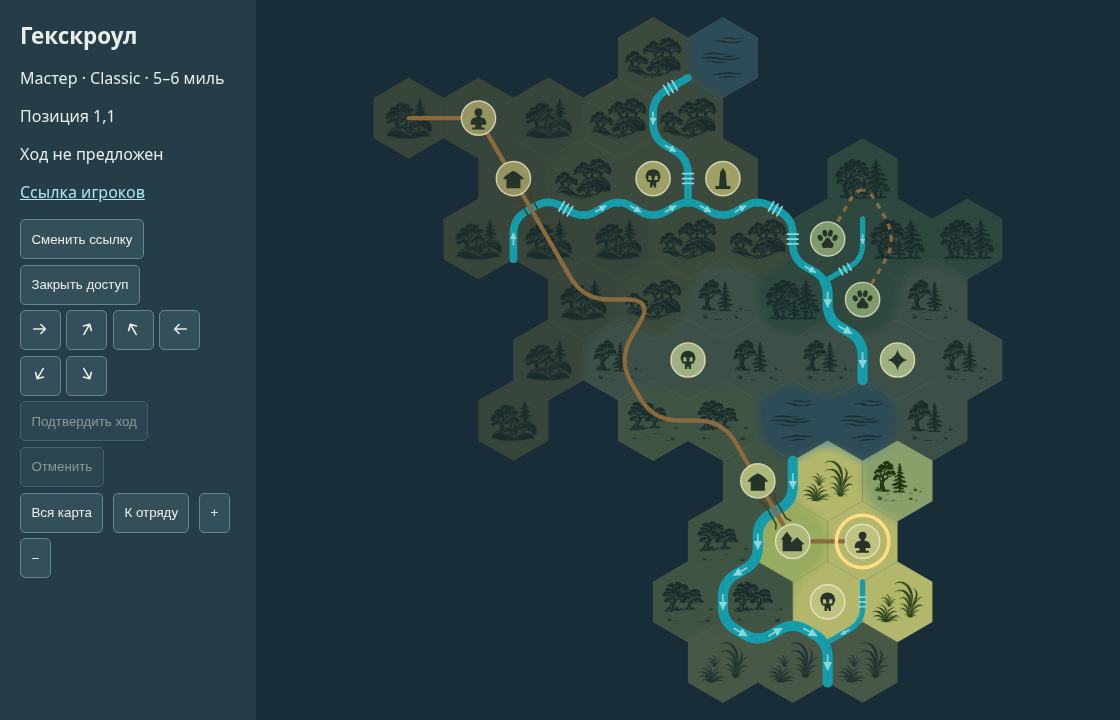 Гекскроул
Мастер · Classic · 5–6 миль
Позиция 1,1
Ход не предложен
Ссылка игроков
Сменить ссылку
Закрыть доступ
→ ↗ ↖ ←
↙ ↘
Подтвердить ход
Отменить
Вся карта К отряду +
−